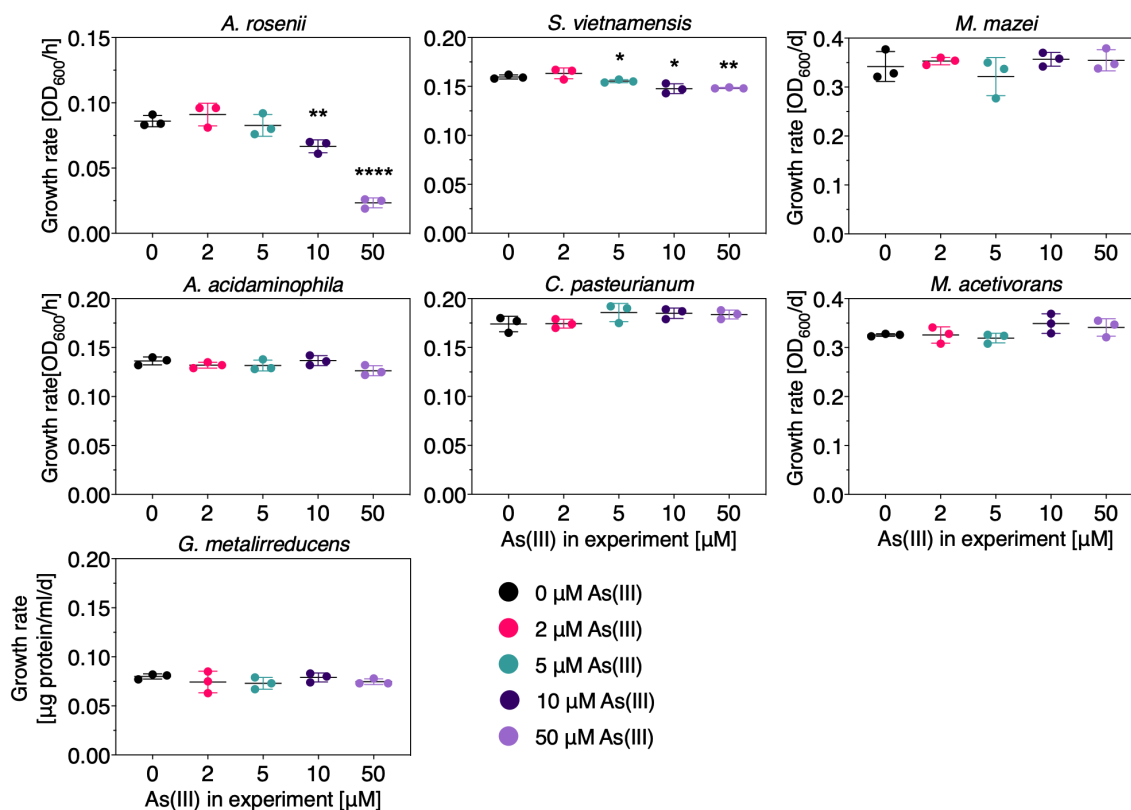 A. rosenii
Growth rate [OD600/h]
0.15
0.10
0.05
0.00
**
****
0 2 5 10 50
S. vietnamensis
0.20
0.15
0.10
0.05
0.00
* * **
0 2 5 10 50
M. mazei
Growth rate [OD600/d]
0.4
0.3
0.2
0.1
0.0
0 2 5 10 50
A. acidaminophila
Growth rate[OD600/h]
0.20
0.15
0.10
0.05
0.00
0 2 5 10 50
C. pasteurianum
0.20
0.15
0.10
0.05
0.00
0 2 5 10 50
As(III) in experiment [µM]
M. acetivorans
Growth rate [OD600/d]
0.4
0.3
0.2
0.1
0.0
0 2 5 10 50
As(III) in experiment [µM]
G. metalirreducens
Growth rate
[µg protein/ml/d]
0.20
0.15
0.10
0.05
0.00
0 2 5 10 50
As(III) in experiment [µM]
0 µM As(III)
2 µM As(III)
5 µM As(III)
10 µM As(III)
50 µM As(III)